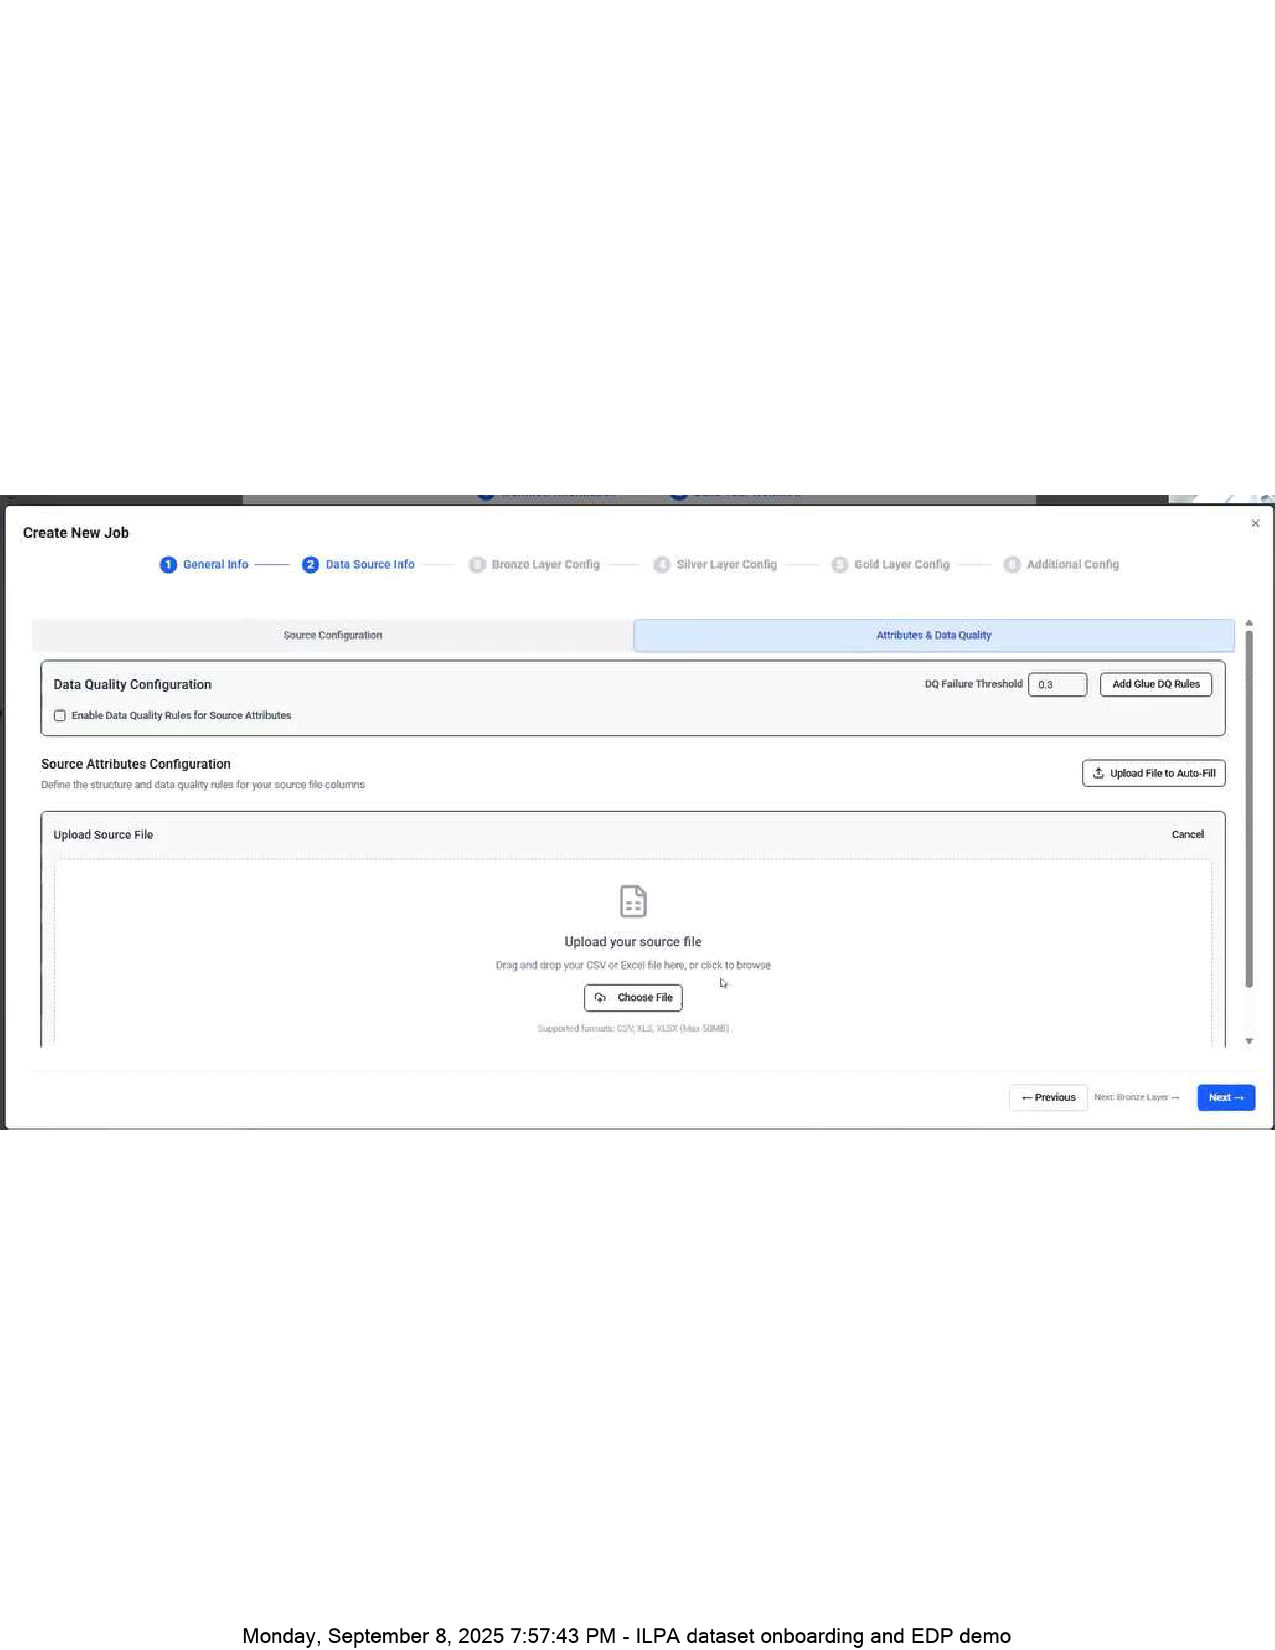 Create New Job
1 General Info
2 Data Source Info
Bronze Layer Config
4 Silver Layer Config
5 Gold Layer Config
Additional Config
Source Configuration
Attributes & Data Quality
Data Quality Configuration
DQ Failure Threshold 0.3 Add Glue DQ Rules
Enable Data Quality Rules for Source Attributes
Source Attributes Configuration
Define the structure and data quality rules for your source file columns
Upload File to Auto-Fill
Upload Source File
Cancel
Upload your source file
Drag and drop your CSV or Excel file here, or click to browse
Choose File
Supported formats: CSV, XLS, XLSX (Max 50MB)
← Previous Next: Bronze Layer → Next →
Monday, September 8, 2025 7:57:43 PM - ILPA dataset onboarding and EDP demo